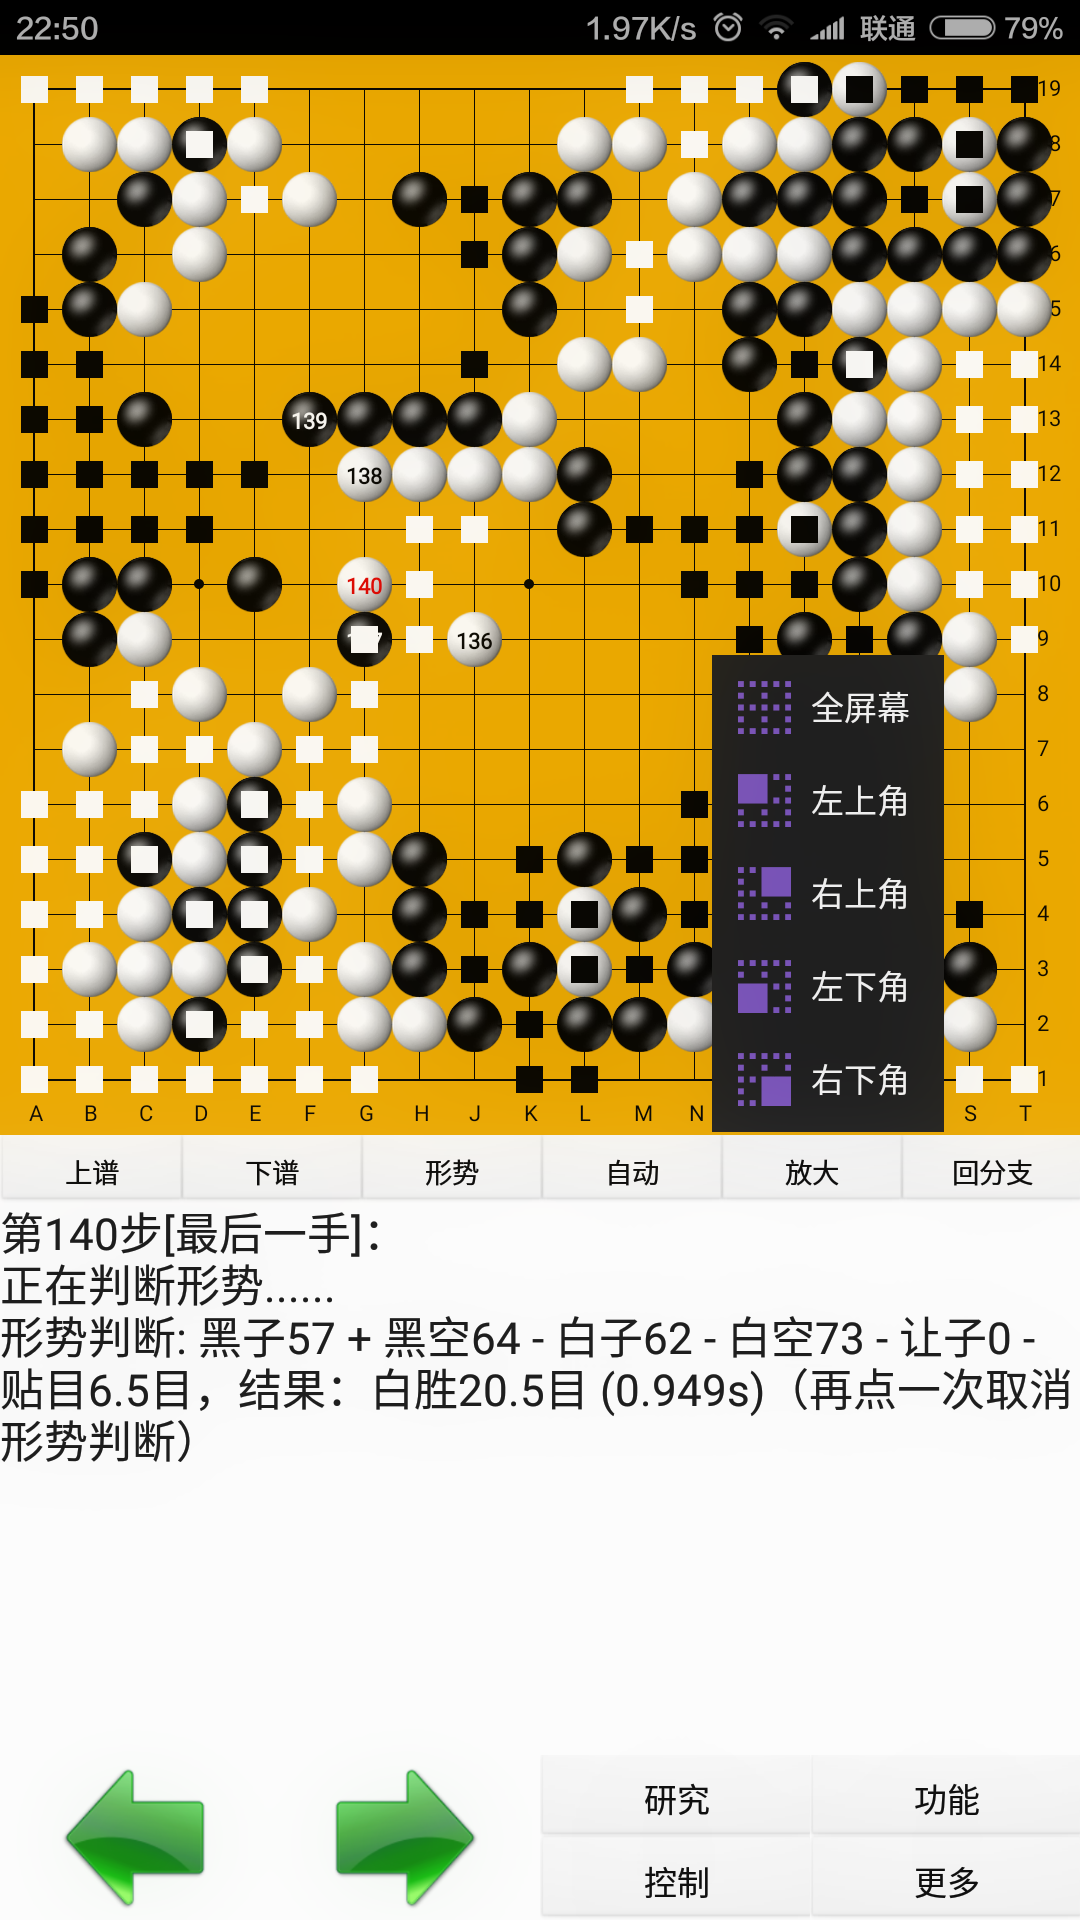 22:50 1.97K/s 联通 79%
19
8
7
6
5
14
139 13
138 12
11
140 10
136 9
8
7
6
5
4
3
2
1
A B C D E F G H J K L M N S T
全屏幕
左上角
右上角
左下角
右下角
上谱 下谱 形势 自动 放大 回分支
第140步[最后一手]：
正在判断形势......
形势判断: 黑子57 + 黑空64 - 白子62 - 白空73 - 让子0 -
贴目6.5目，结果：白胜20.5目 (0.949s)（再点一次取消
形势判断）
研究 功能
控制 更多